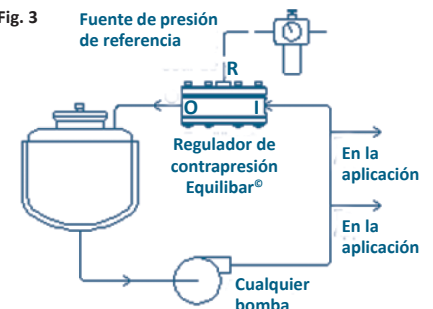 Fig. 3
Fuente de presión
de referencia
R
O
I
Regulador de
contrapresión
Equilibar©
En la
aplicación
En la
aplicación
Cualquier
bomba